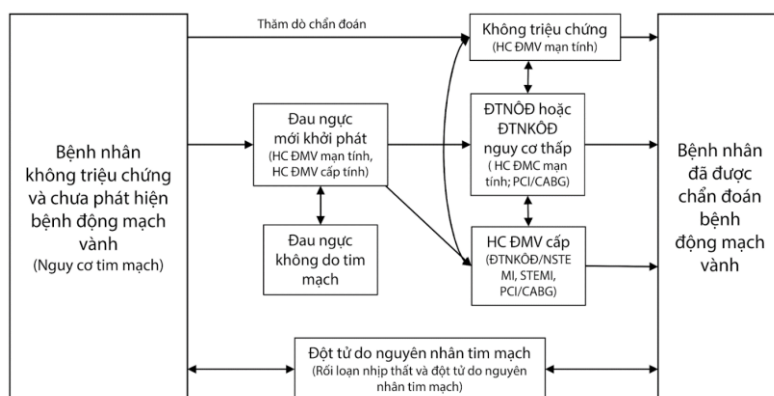 Thăm dò chẩn đoán
Không triệu chứng
(HC ĐMV mạn tính)
Bệnh nhân
không triệu chứng
và chưa phát hiện
bệnh động mạch
vành
(Nguy cơ tim mạch)
Đau ngực
mới khởi phát
(HC ĐMV mạn tính,
HC ĐMV cấp tính)
ĐTNÔĐ hoặc
ĐTNKÔĐ
nguy cơ thấp
( HC ĐMC mạn
tính; PCI/CABG)
Bệnh nhân
đã được
chẩn đoán
bệnh
động mạch
vành
Đau ngực
không do tim
mạch
HC ĐMV cấp
(ĐTNKÔĐ/NSTE
MI, STEMI,
PCI/CABG)
Đột tử do nguyên nhân tim mạch
(Rối loạn nhịp thất và đột tử do nguyên
nhân tim mạch)